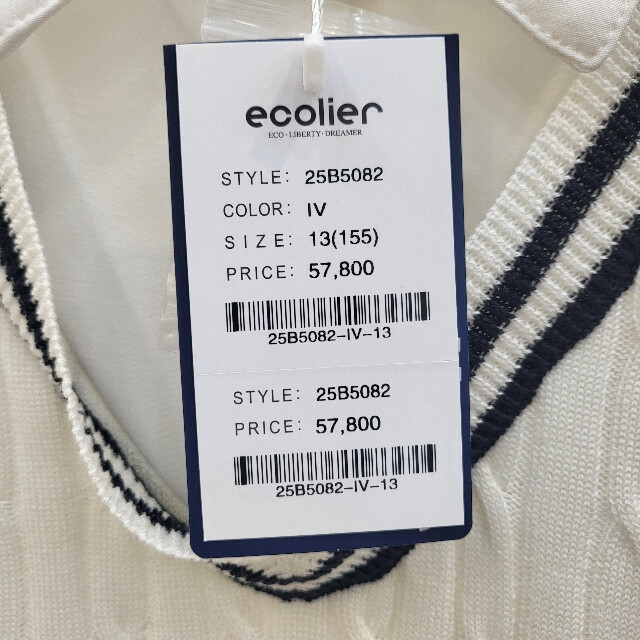 ecolier
ECO · LIBERTY · DREAMER
STYLE: 25B5082
COLOR: IV
SIZE: 13(155)
PRICE: 57,800
25B5082-IV-13
STYLE: 25B5082
PRICE: 57,800
25B5082-IV-13